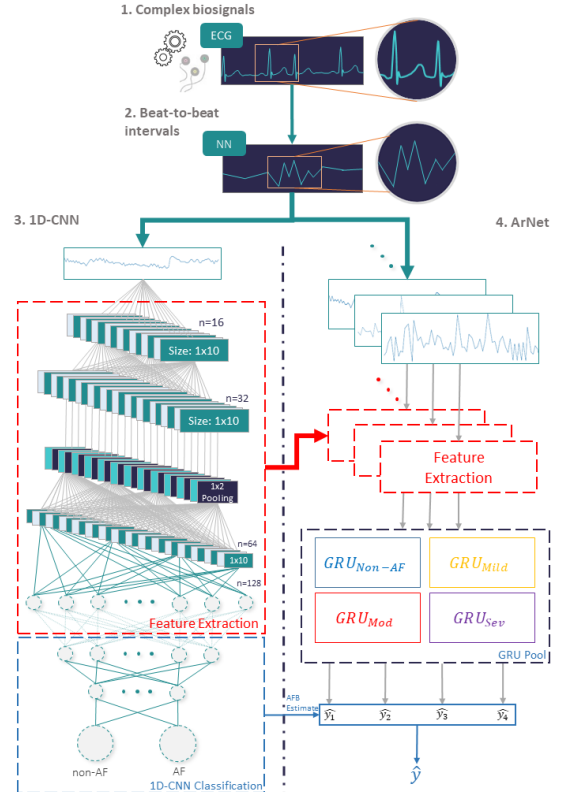 1. Complex biosignals
ECG
2. Beat-to-beat
intervals
NN
3. 1D-CNN
4. ArNet
n=16
Size: 1x10
n=32
Size: 1x10
1x2
Pooling
n=64
1x10
n=128
Feature Extraction
Feature
Extraction
GRU_Non−AF
GRU_Mild
GRU_Mod
GRU_Sev
GRU Pool
AFB
Estimate
ŷ₁ ŷ₂ ŷ₃ ŷ₄
ŷ
non-AF
AF
1D-CNN Classification